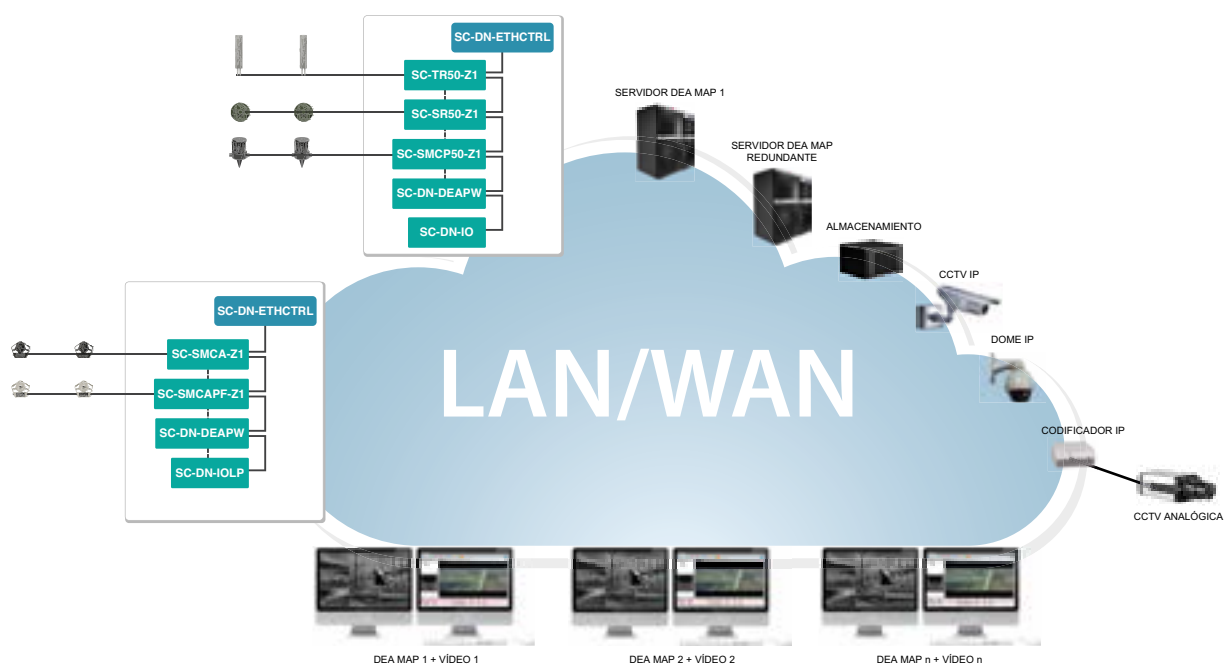 SC-DN-ETHCTRL
SC-TR50-Z1
SC-SR50-Z1
SC-SMCP50-Z1
SC-DN-DEAPW
SC-DN-IO
SERVIDOR DEA MAP 1
SERVIDOR DEA MAP
REDUNDANTE
ALMACENAMIENTO
CCTV IP
DOME IP
CODIFICADOR IP
CCTV ANALÓGICA
SC-DN-ETHCTRL
SC-SMCA-Z1
SC-SMCAPF-Z1
SC-DN-DEAPW
SC-DN-IOLP
LAN/WAN
DEA MAP 1 + VÍDEO 1
DEA MAP 2 + VÍDEO 2
DEA MAP n + VÍDEO n